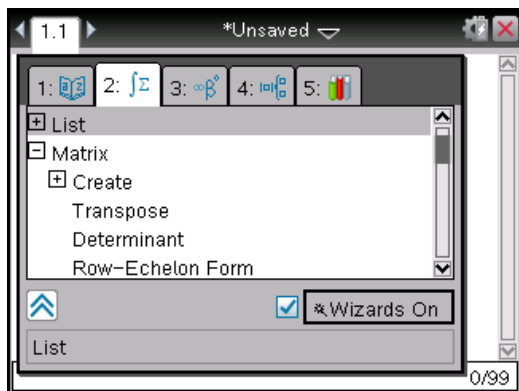 1.1 *Unsaved
1: 2: ∫Σ 3: ∞β° 4: 5:
List
Matrix
Create
Transpose
Determinant
Row-Echelon Form
Wizards On
List
0/99